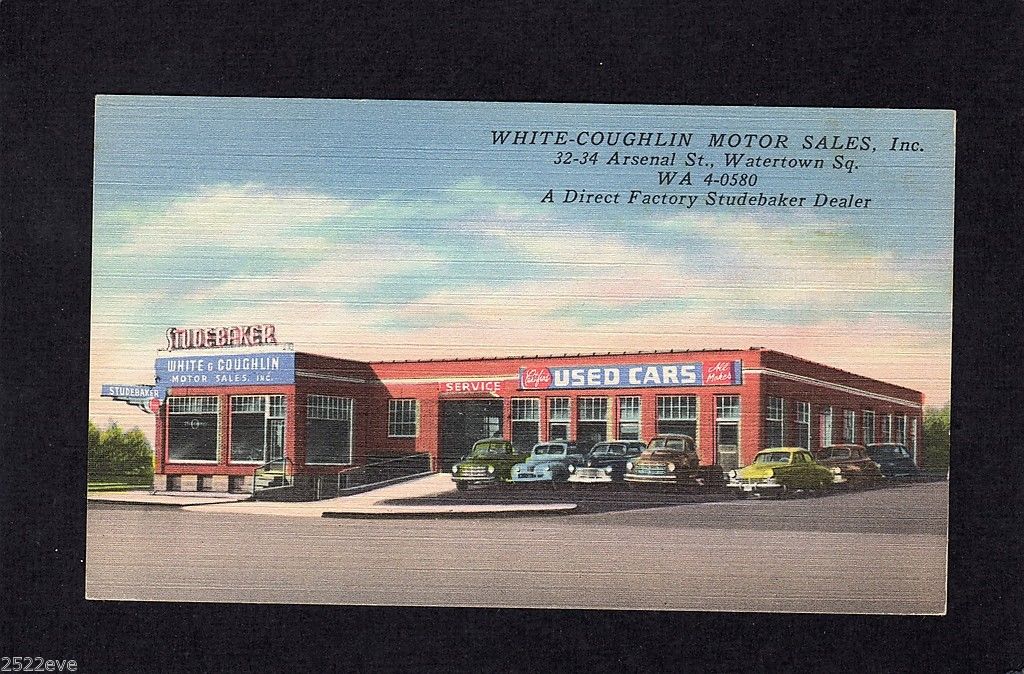 WHITE-COUGHLIN MOTOR SALES, Inc.
32-34 Arsenal St., Watertown Sq.
WA 4-0580
A Direct Factory Studebaker Dealer
STUDEBAKER
WHITE & COUGHLIN
MOTOR SALES, INC.
STUDEBAKER
SERVICE
USED CARS
All Makes
2522eve